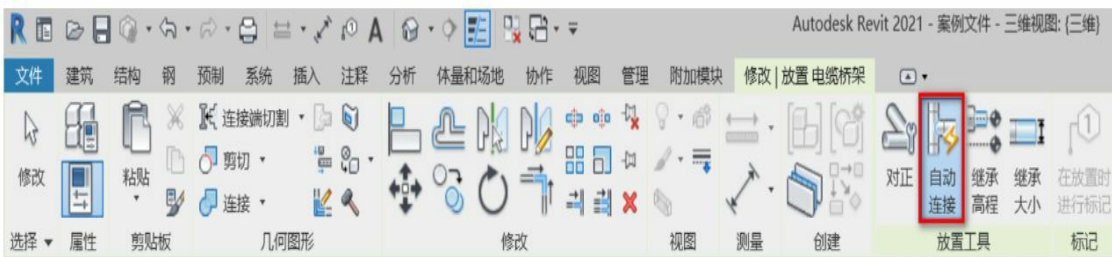 Autodesk Revit 2021 - 案例文件 - 三维视图: {三维}
文件 建筑 结构 钢 预制 系统 插入 注释 分析 体量和场地 协作 视图 管理 附加模块 修改 | 放置 电缆桥架
修改 粘贴 连接端切割 剪切 连接 对正 自动连接 继承高程 继承大小 在放置时进行标记
选择 属性 剪贴板 几何图形 修改 视图 测量 创建 放置工具 标记